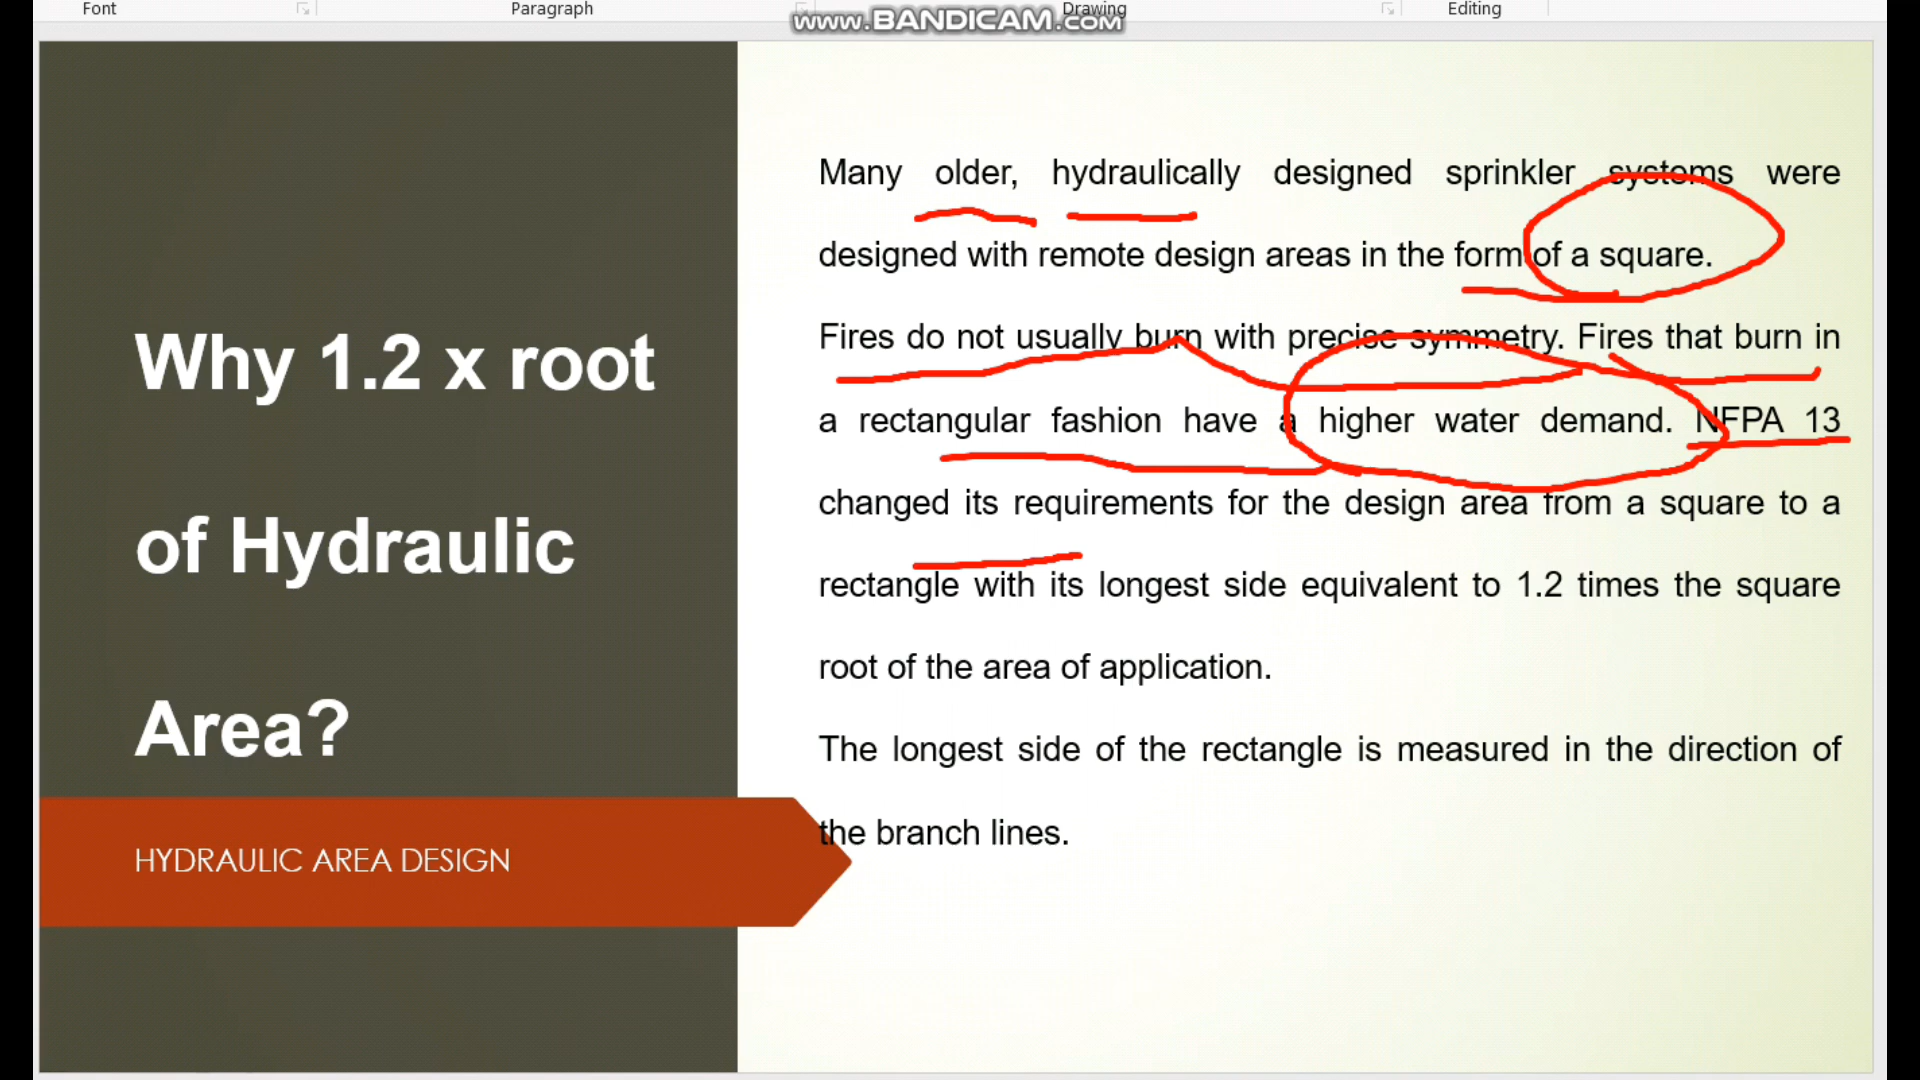 Font
Paragraph
Drawing
Editing
www.BANDICAM.com
Why 1.2 x root
of Hydraulic
Area?
HYDRAULIC AREA DESIGN
Many older, hydraulically designed sprinkler systems were
designed with remote design areas in the form of a square.
Fires do not usually burn with precise symmetry. Fires that burn in
a rectangular fashion have a higher water demand. NFPA 13
changed its requirements for the design area from a square to a
rectangle with its longest side equivalent to 1.2 times the square
root of the area of application.
The longest side of the rectangle is measured in the direction of
the branch lines.